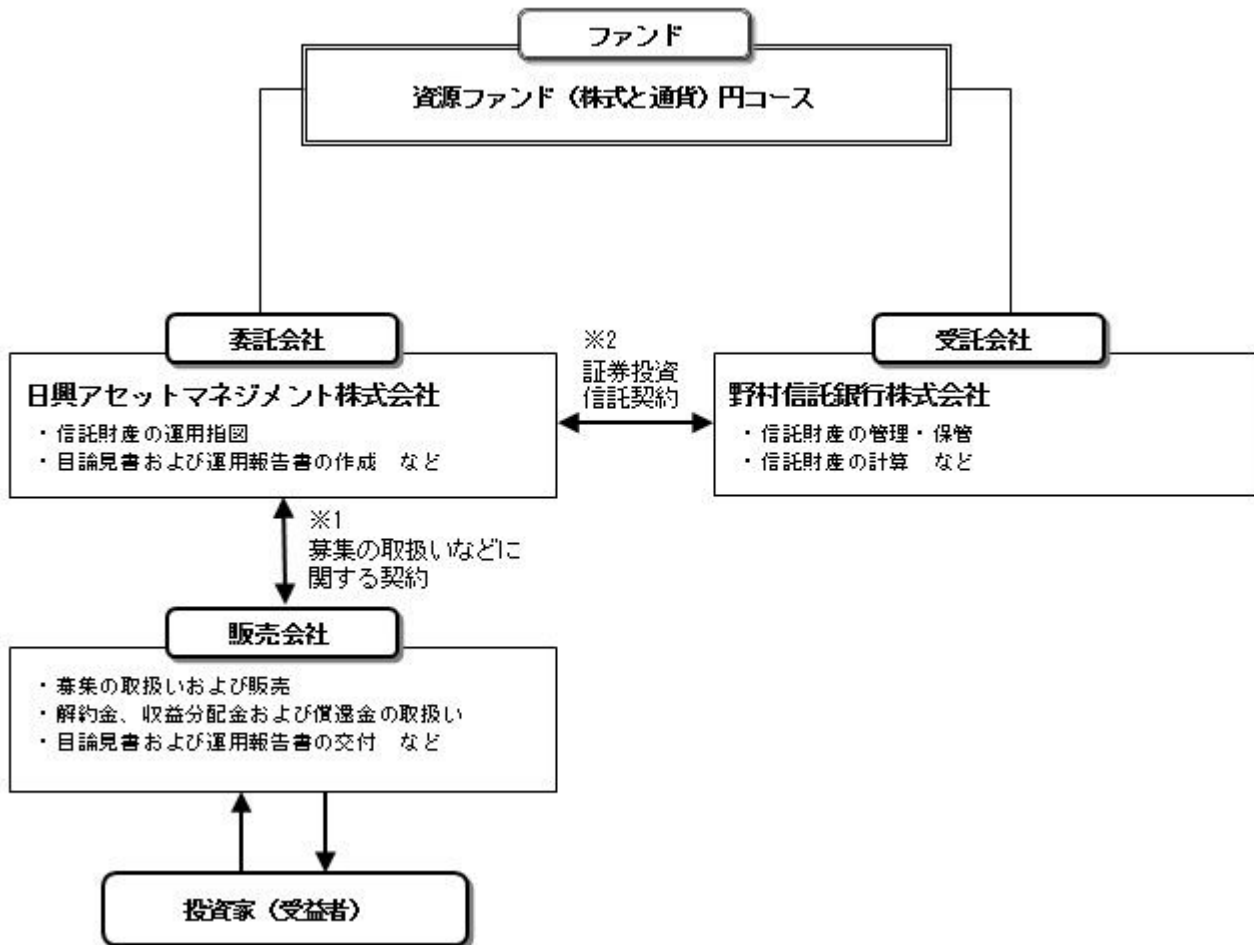 ファンド
資源ファンド（株式と通貨）円コース
委託会社
日興アセットマネジメント株式会社
・信託財産の運用指図
・目論見書および運用報告書の作成　など
※2
証券投資
信託契約
受託会社
野村信託銀行株式会社
・信託財産の管理・保管
・信託財産の計算　など
※1
募集の取扱いなどに
関する契約
販売会社
・募集の取扱いおよび販売
・解約金、収益分配金および償還金の取扱い
・目論見書および運用報告書の交付　など
投資家（受益者）